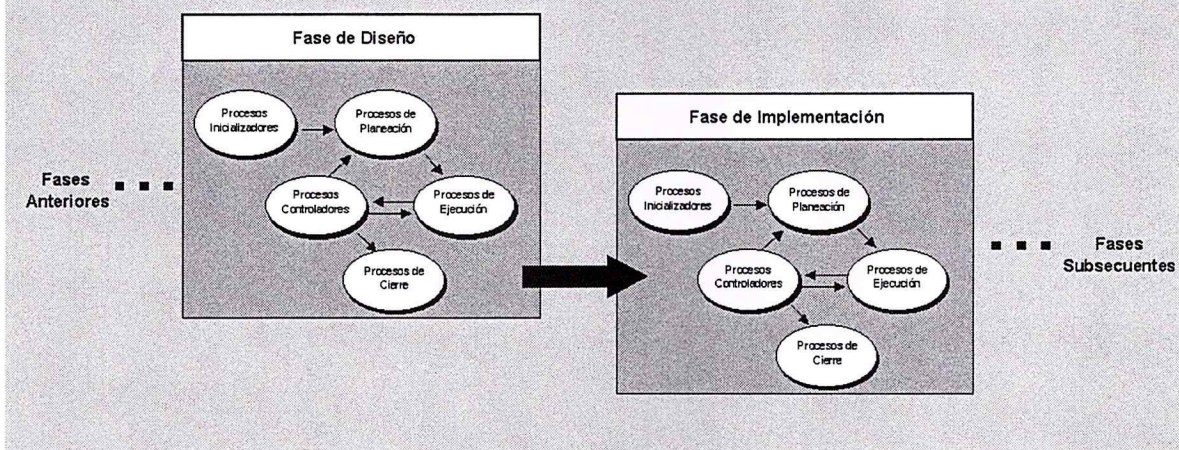 Fase de Diseño
Procesos
Inicializadores
Procesos de
Planeación
Procesos
Controladores
Procesos de
Ejecución
Procesos de
Cierre
Fases
Anteriores
Fase de Implementación
Procesos
Inicializadores
Procesos de
Planeación
Procesos
Controladores
Procesos de
Ejecución
Procesos de
Cierre
Fases
Subsecuentes